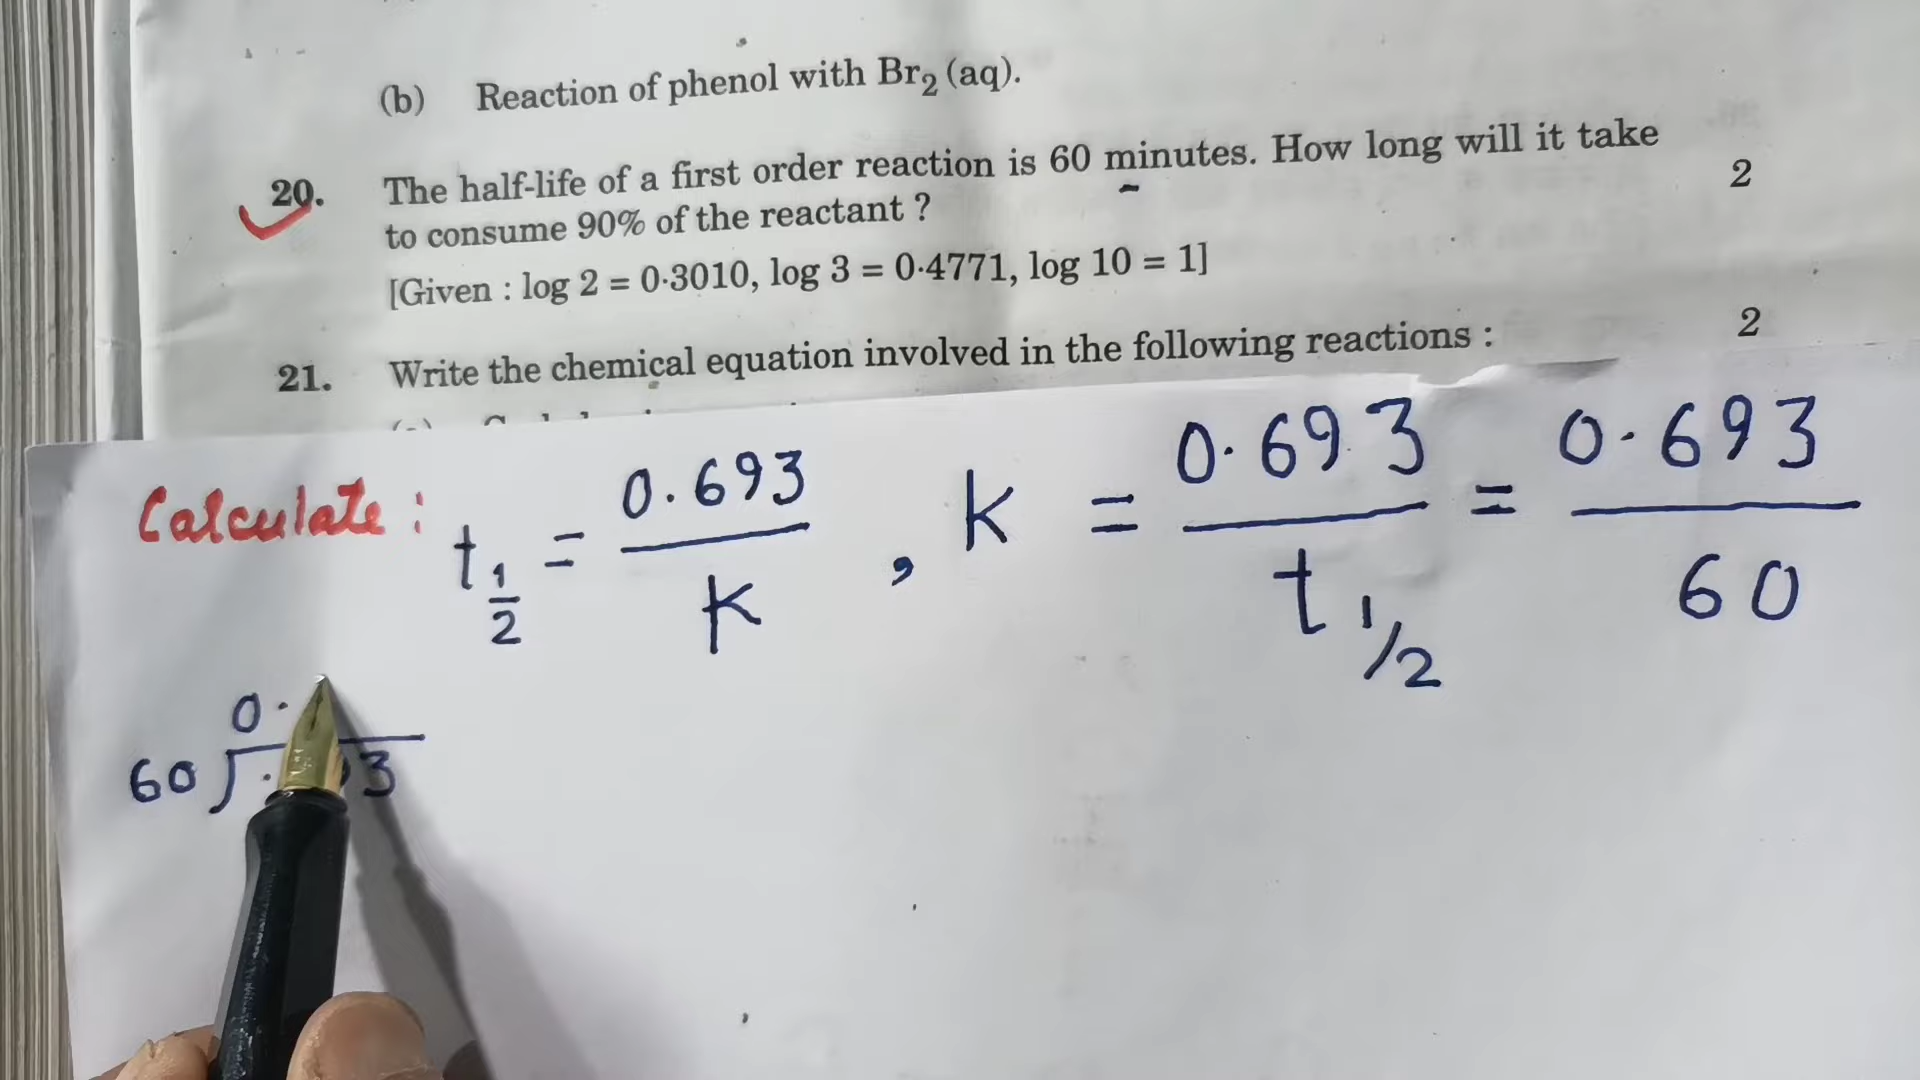 (b) Reaction of phenol with Br₂ (aq).
20. The half-life of a first order reaction is 60 minutes. How long will it take 2
to consume 90% of the reactant ?
[Given : log 2 = 0·3010, log 3 = 0·4771, log 10 = 1]
21. Write the chemical equation involved in the following reactions : 2
Calculate : t 1/2 = 0.693 / K , K = 0.693 / t 1/2 = 0.693 / 60
0.
60 ) . 3